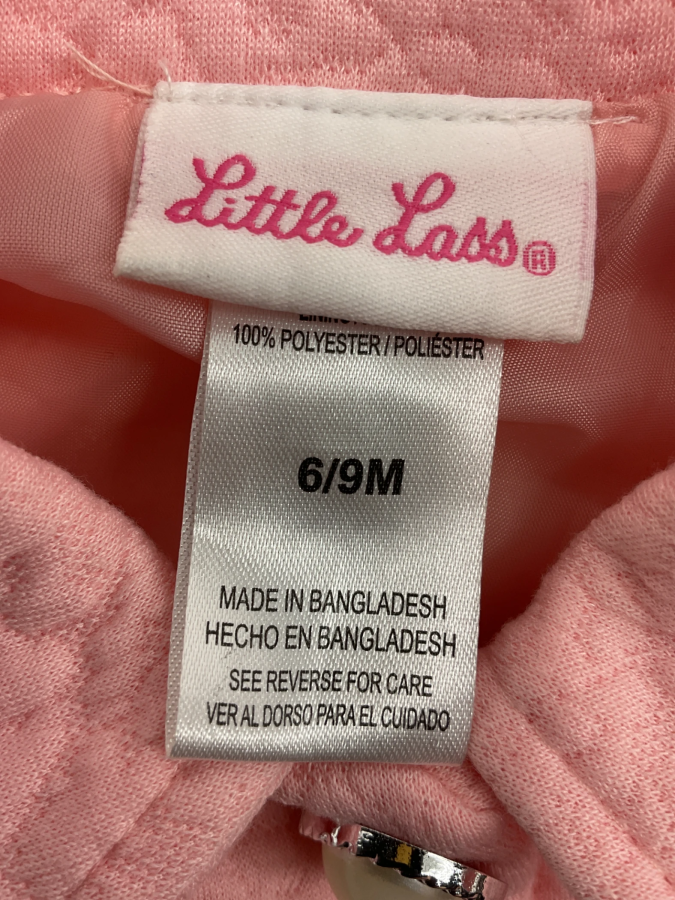 Little Lass®
100% POLYESTER / POLIÉSTER
6/9M
MADE IN BANGLADESH
HECHO EN BANGLADESH
SEE REVERSE FOR CARE
VER AL DORSO PARA EL CUIDADO